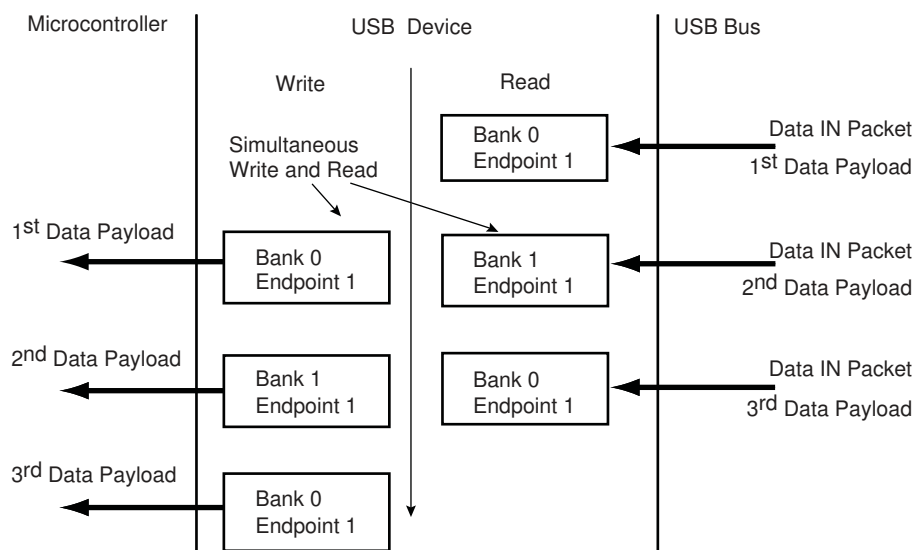 Microcontroller
USB Device
USB Bus
Write
Read
Simultaneous
Write and Read
Bank 0
Endpoint 1
Data IN Packet
1st Data Payload
1st Data Payload
Bank 0
Endpoint 1
Bank 1
Endpoint 1
Data IN Packet
2nd Data Payload
2nd Data Payload
Bank 1
Endpoint 1
Bank 0
Endpoint 1
Data IN Packet
3rd Data Payload
3rd Data Payload
Bank 0
Endpoint 1